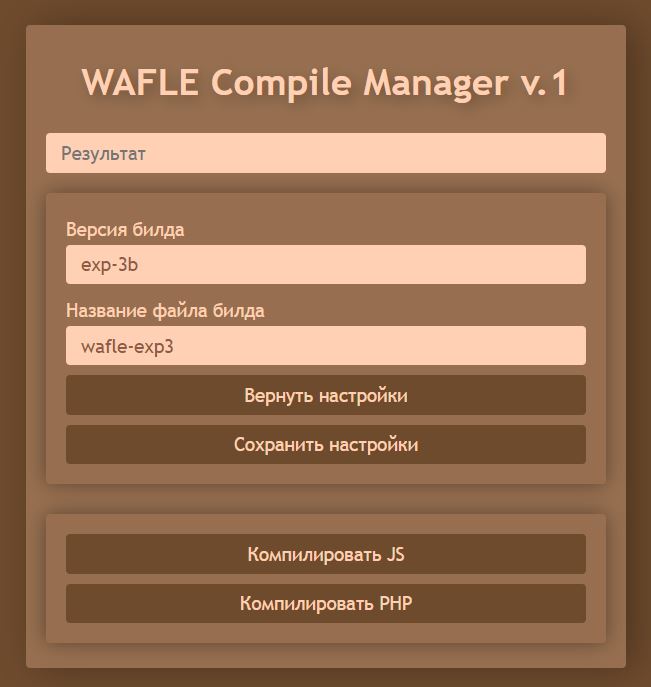 WAFLE Compile Manager v.1
Результат
Версия билда
exp-3b
Название файла билда
wafle-exp3
Вернуть настройки
Сохранить настройки
Компилировать JS
Компилировать PHP